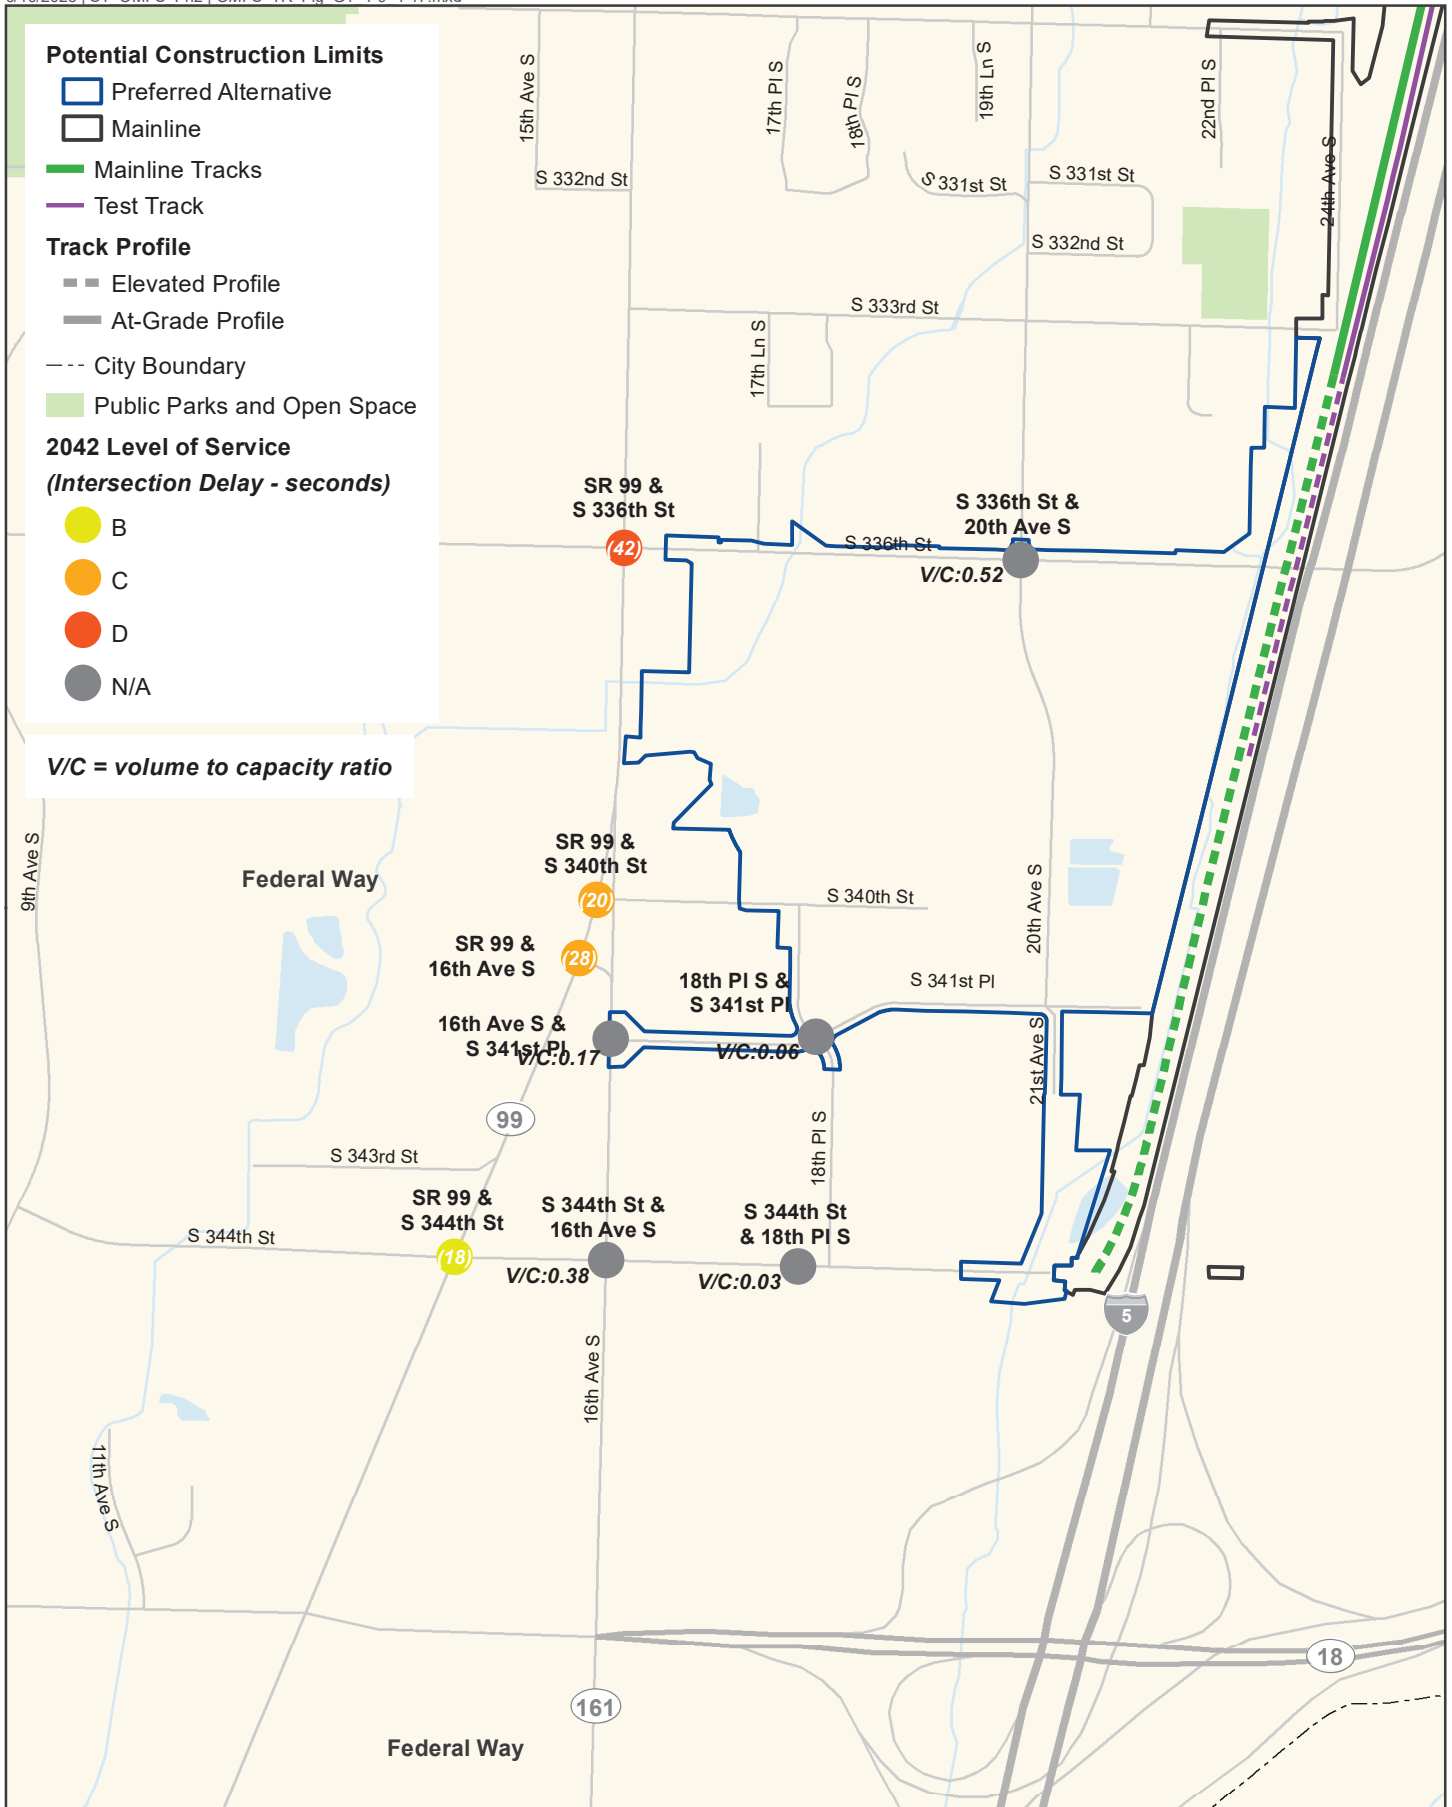 Potential Construction Limits
Preferred Alternative
Mainline
Mainline Tracks
Test Track
Track Profile
Elevated Profile
At-Grade Profile
City Boundary
Public Parks and Open Space
2042 Level of Service
(Intersection Delay - seconds)
B
C
D
N/A
V/C = volume to capacity ratio
15th Ave S
17th Pl S
18th Pl S
19th Ln S
22nd Pl S
24th Ave S
S 332nd St
S 331st St
S 331st St
S 332nd St
S 333rd St
17th Ln S
SR 99 &
S 336th St
(42)
S 336th St
S 336th St &
20th Ave S
V/C:0.52
9th Ave S
Federal Way
SR 99 &
S 340th St
(20)
S 340th St
20th Ave S
SR 99 &
16th Ave S
(28)
18th Pl S &
S 341st Pl
V/C:0.06
S 341st Pl
16th Ave S &
S 341st Pl
V/C:0.17
21st Ave S
99
S 343rd St
18th Pl S
SR 99 &
S 344th St
(18)
S 344th St &
16th Ave S
V/C:0.38
S 344th St
& 18th Pl S
V/C:0.03
S 344th St
5
16th Ave S
11th Ave S
18
161
Federal Way